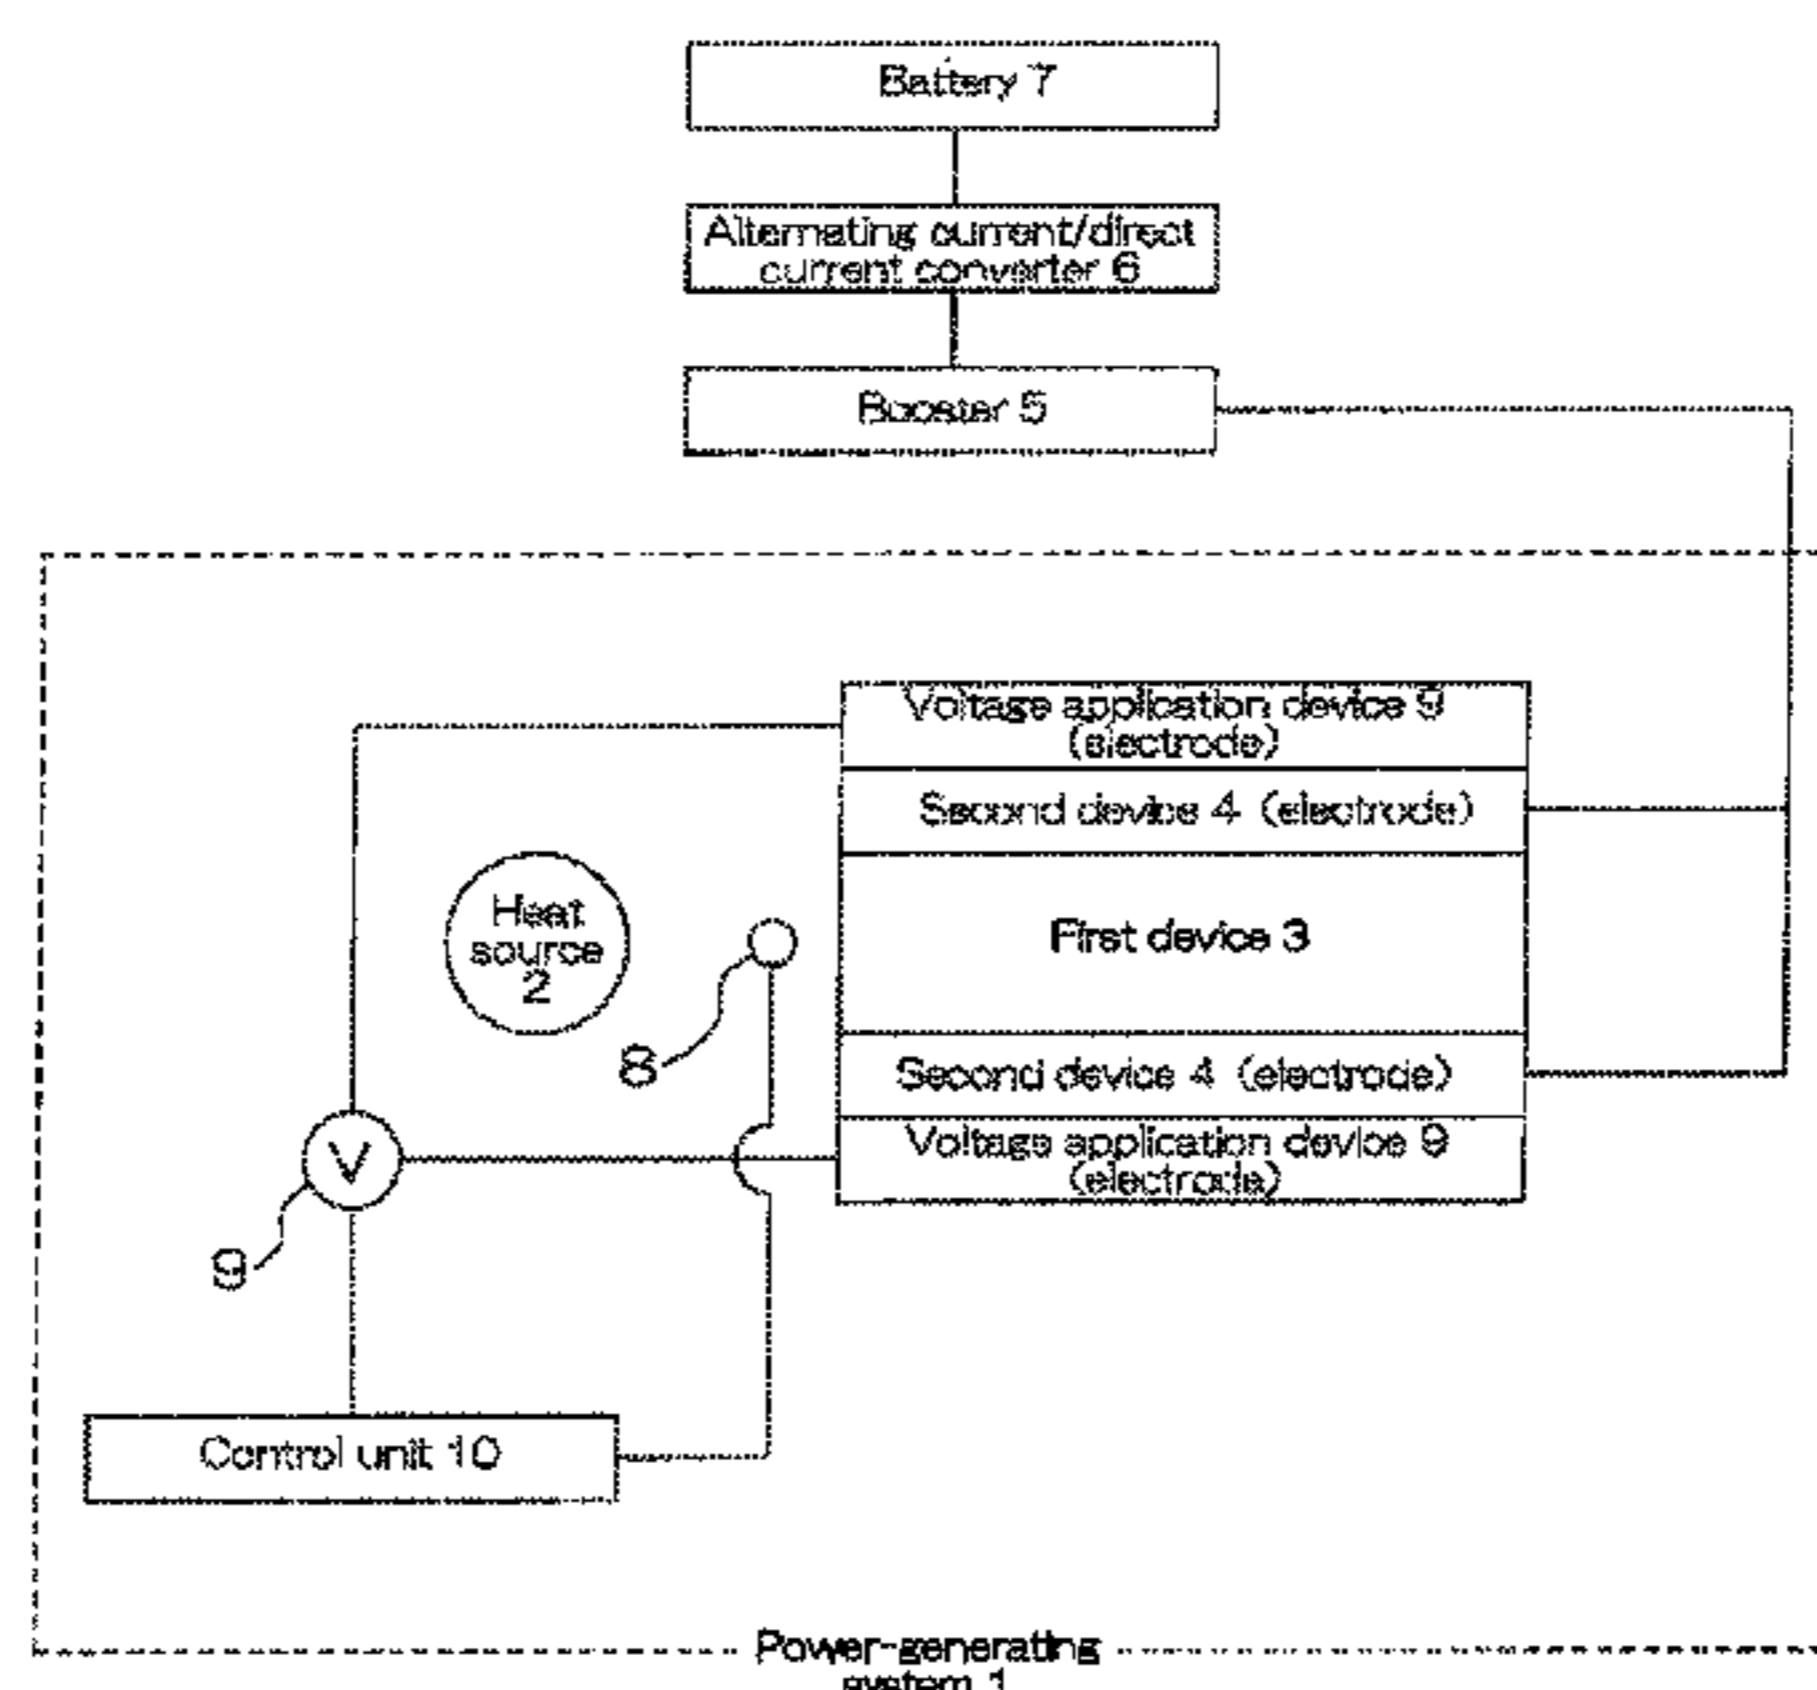 Battery 7
Alternating current/direct
current converter 6
Booster 5
Voltage application device 9
(electrode)
Second device 4 (electrode)
Heat
source
2
First device 3
8
Second device 4 (electrode)
Voltage application device 9
(electrode)
V
9
Control unit 10
Power-generating
system 1